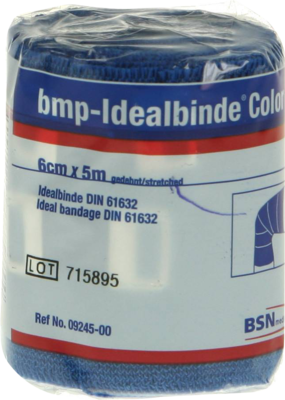 bmp-Idealbinde® Color
6cm x 5m gedehnt/stretched
Idealbinde DIN 61632
Ideal bandage DIN 61632
LOT 715895
Ref No. 09245-00
BSN medical